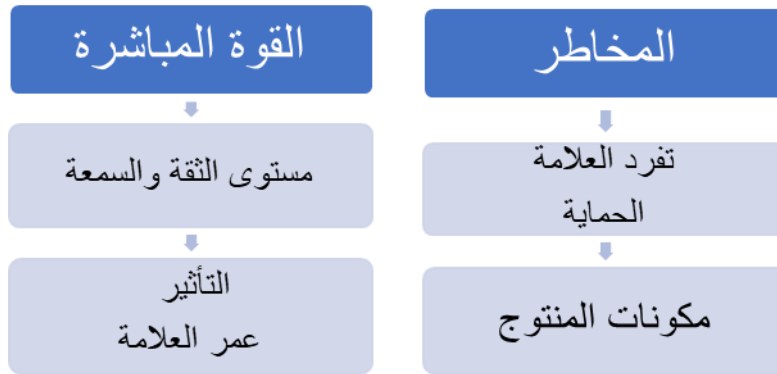 المخاطر
تفرد العلامة
الحماية
مكونات المنتوج
القوة المباشرة
مستوى الثقة والسمعة
التأثير
عمر العلامة